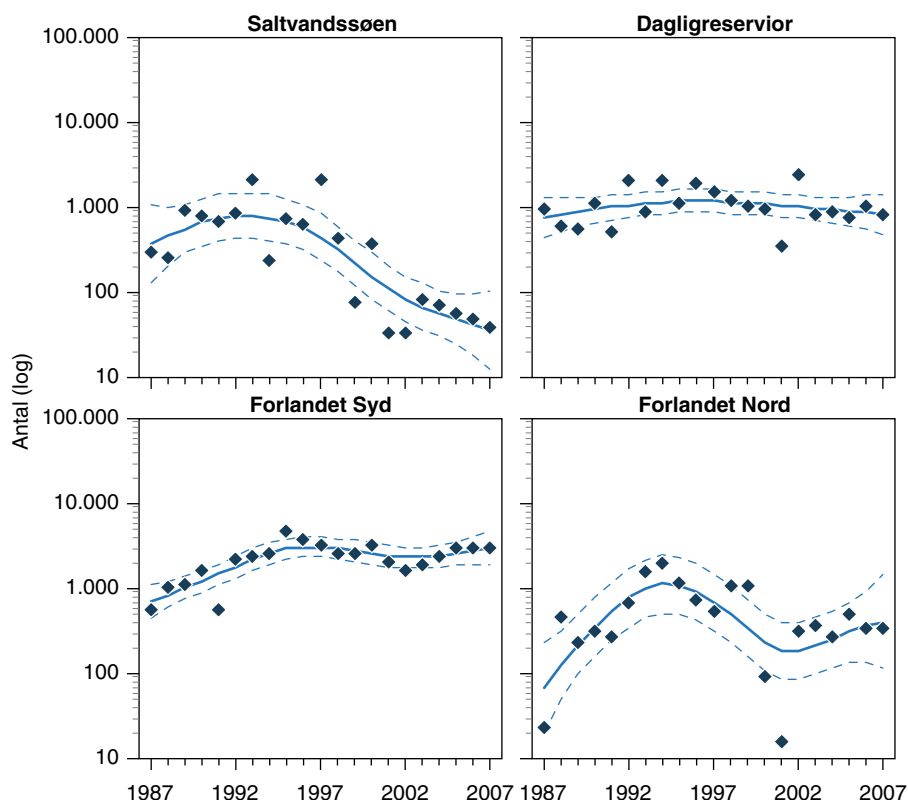 Saltvandssøen
Dagligreservior
100.000
10.000
1.000
100
10
Antal (log)
Forlandet Syd
Forlandet Nord
100.000
10.000
1.000
100
10
1987 1992 1997 2002 2007 1987 1992 1997 2002 2007